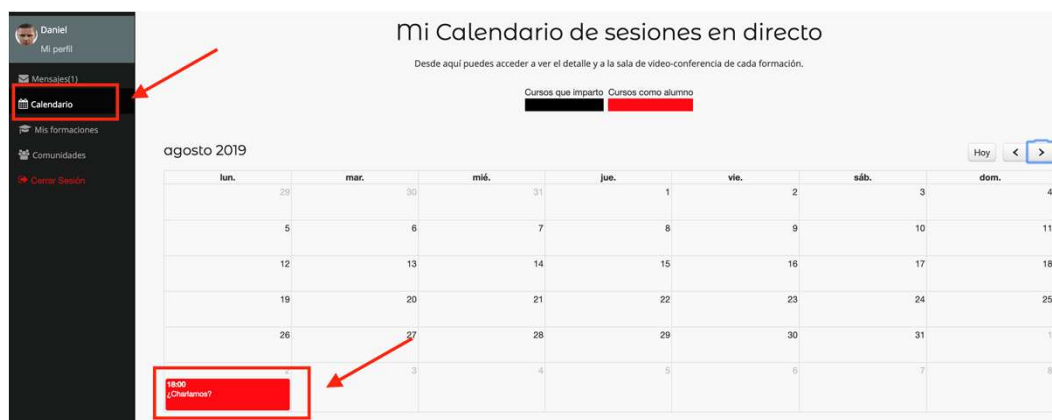 Daniel
Mi perfil
Mensajes(1)
Calendario
Mis formaciones
Comunidades
Cerrar Sesión
Mi Calendario de sesiones en directo
Desde aquí puedes acceder a ver el detalle y a la sala de video-conferencia de cada formación.
Cursos que imparto Cursos como alumno
agosto 2019
Hoy < >
lun. mar. mié. jue. vie. sáb. dom.
29 30 31 1 2 3 4
5 6 7 8 9 10 11
12 13 14 15 16 17 18
19 20 21 22 23 24 25
26 27 28 29 30 31 1
2 3 4 5 6 7 8
18:00
¿Charlamos?